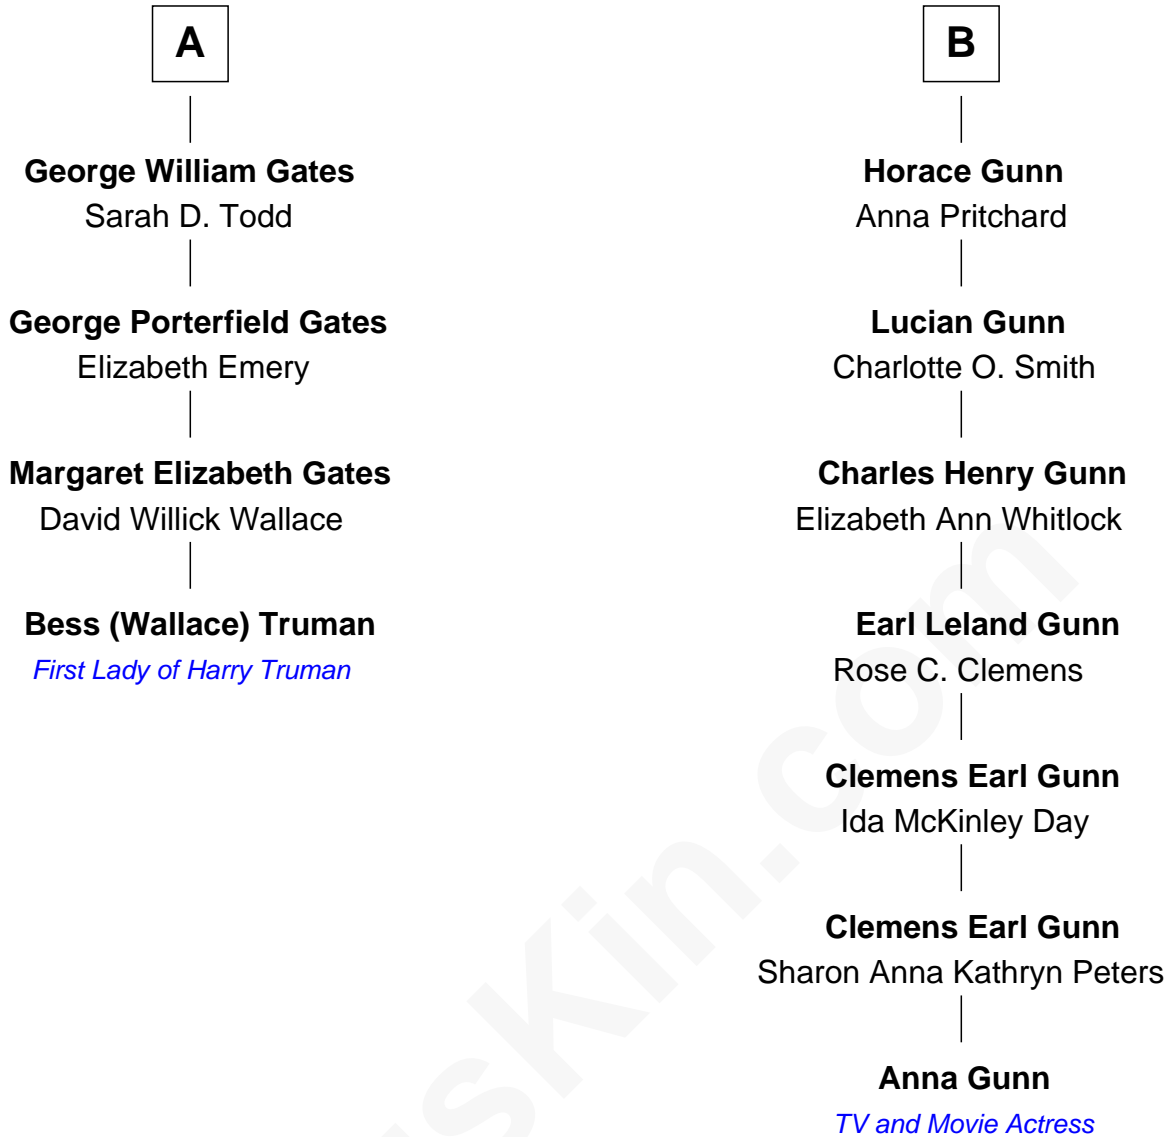 A
George William Gates
Sarah D. Todd
George Porterfield Gates
Elizabeth Emery
Margaret Elizabeth Gates
David Willick Wallace
Bess (Wallace) Truman
First Lady of Harry Truman
B
Horace Gunn
Anna Pritchard
Lucian Gunn
Charlotte O. Smith
Charles Henry Gunn
Elizabeth Ann Whitlock
Earl Leland Gunn
Rose C. Clemens
Clemens Earl Gunn
Ida McKinley Day
Clemens Earl Gunn
Sharon Anna Kathryn Peters
Anna Gunn
TV and Movie Actress
sKin.com